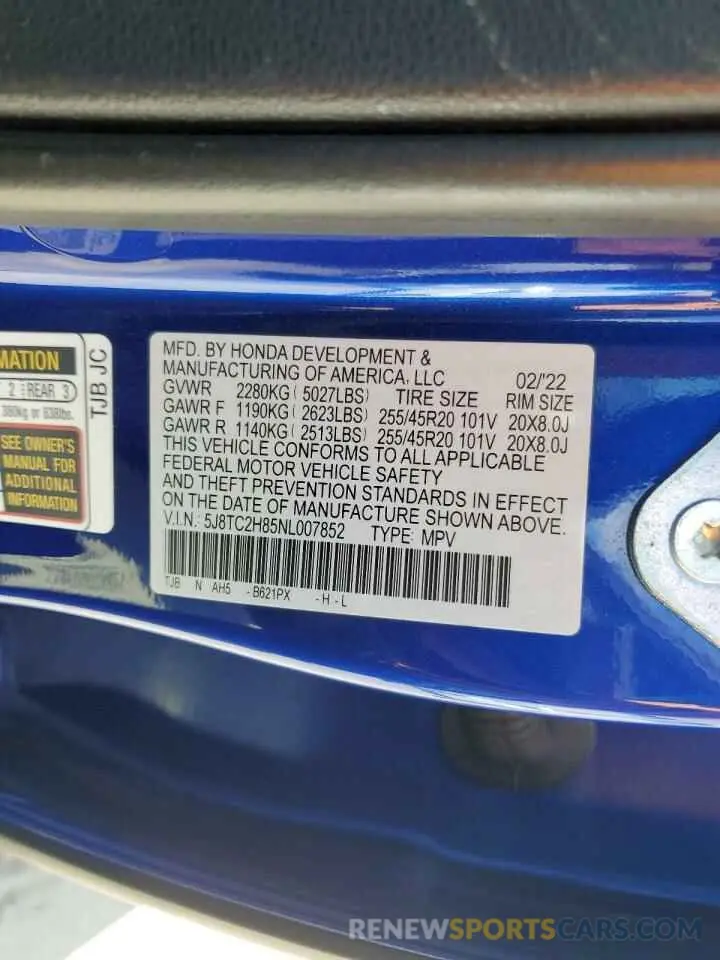 MATION
2 REAR 3
380kg or 838lbs.
SEE OWNER'S
MANUAL FOR
ADDITIONAL
INFORMATION
TJB JC
MFD. BY HONDA DEVELOPMENT &
MANUFACTURING OF AMERICA, LLC 02/'22
GVWR 2280KG ( 5027LBS) TIRE SIZE RIM SIZE
GAWR F 1190KG ( 2623LBS) 255/45R20 101V 20X8.0J
GAWR R 1140KG ( 2513LBS) 255/45R20 101V 20X8.0J
THIS VEHICLE CONFORMS TO ALL APPLICABLE
FEDERAL MOTOR VEHICLE SAFETY
AND THEFT PREVENTION STANDARDS IN EFFECT
ON THE DATE OF MANUFACTURE SHOWN ABOVE.
V.I.N.: 5J8TC2H85NL007852 TYPE: MPV
TJB N AH5 - B621PX - H - L
RENEWSPORTSCARS.COM